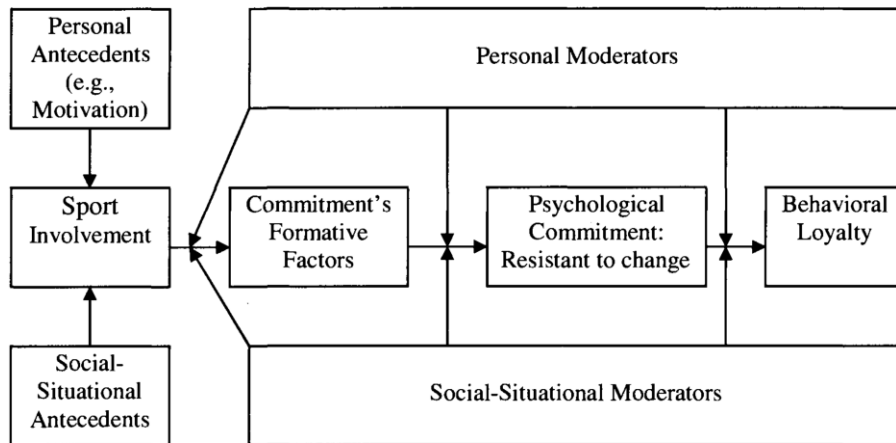 Personal
Antecedents
(e.g.,
Motivation)
Personal Moderators
Sport
Involvement
Commitment's
Formative
Factors
Psychological
Commitment:
Resistant to change
Behavioral
Loyalty
Social-
Situational
Antecedents
Social-Situational Moderators